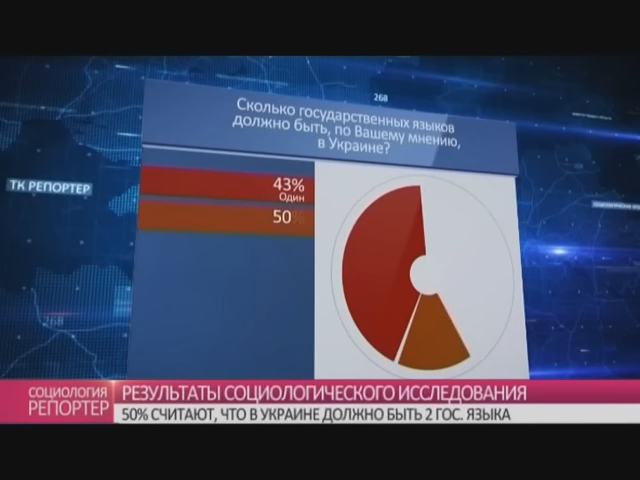 268
Сколько государственных языков
должно быть, по Вашему мнению,
в Украине?
ТК РЕПОРТЕР
43%
Один
50%
268
СОЦИОЛОГИЯ
РЕПОРТЕР
РЕЗУЛЬТАТЫ СОЦИОЛОГИЧЕСКОГО ИССЛЕДОВАНИЯ
50% СЧИТАЮТ, ЧТО В УКРАИНЕ ДОЛЖНО БЫТЬ 2 ГОС. ЯЗЫКА